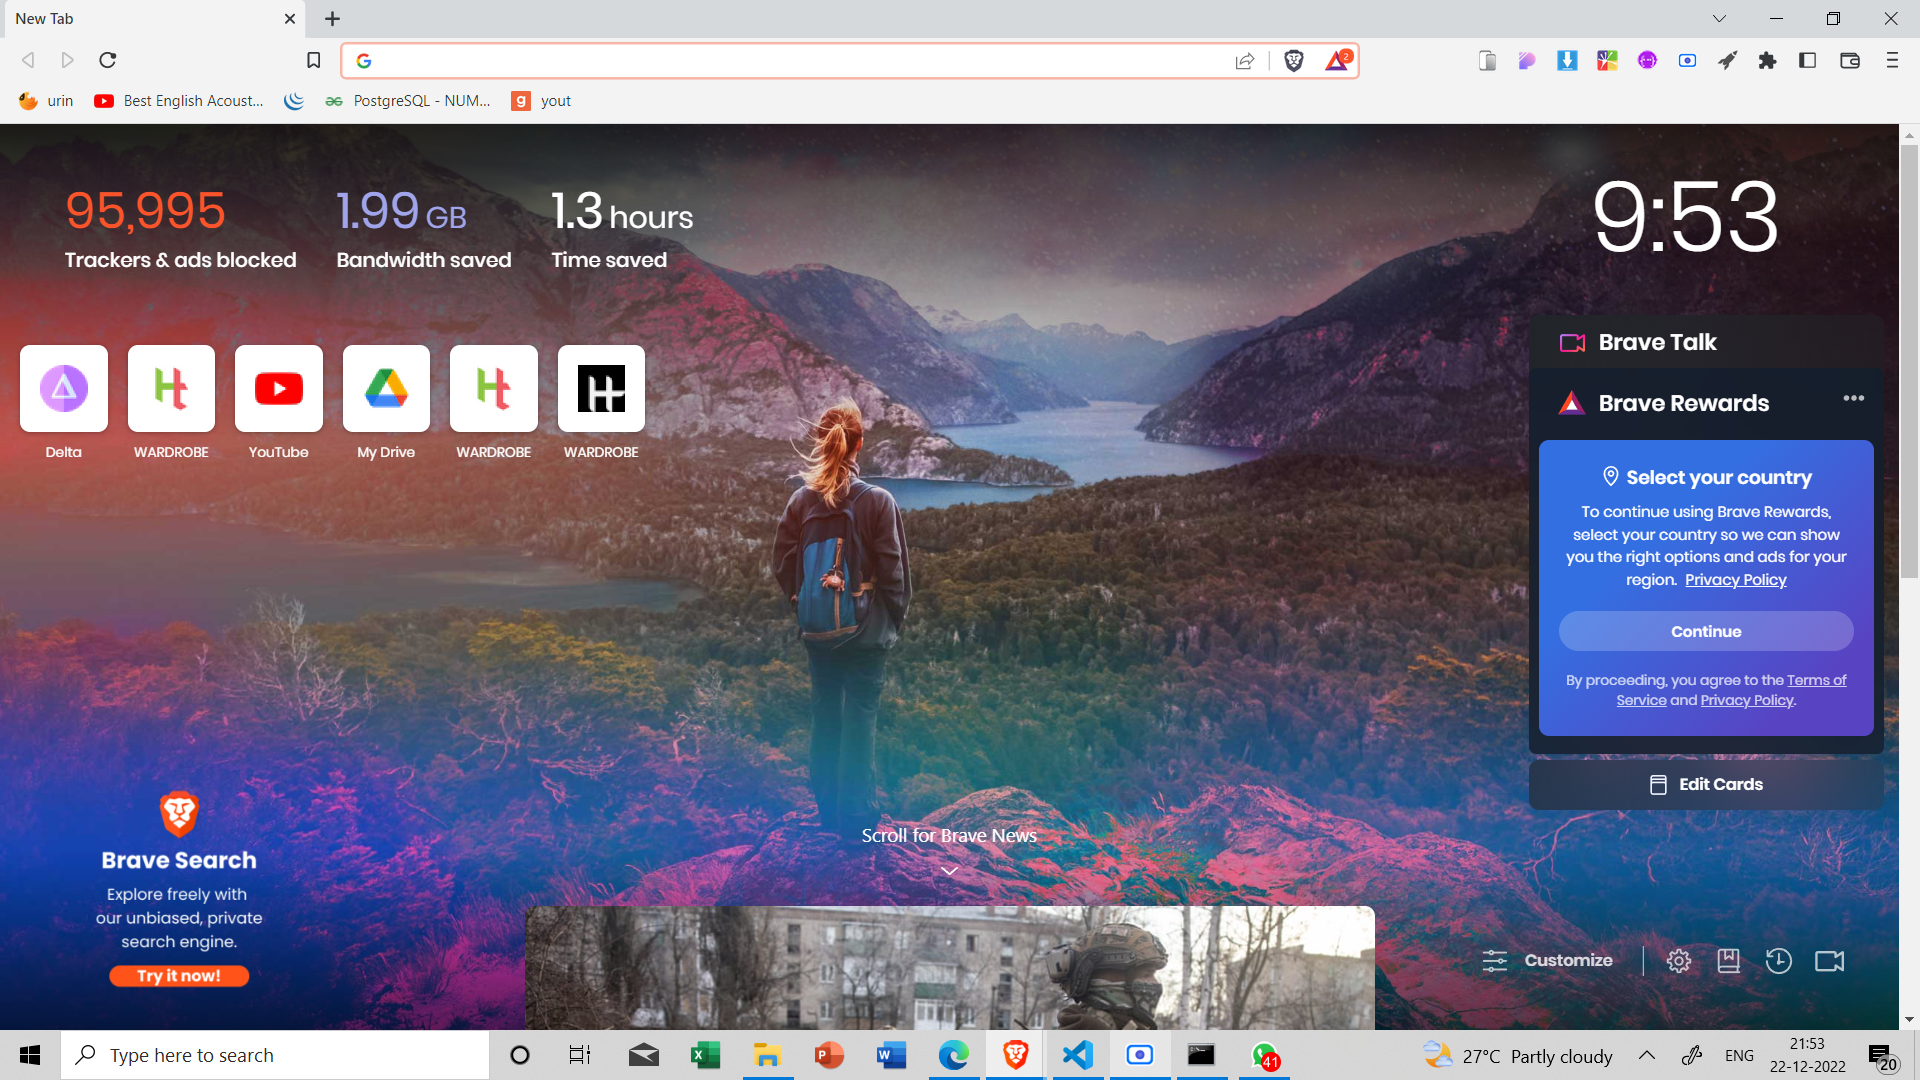 New Tab
2
urin
Best English Acoust...
PostgreSQL - NUM...
g
yout
95,995
Trackers & ads blocked
1.99 GB
Bandwidth saved
1.3 hours
Time saved
9:53
Delta
WARDROBE
YouTube
My Drive
WARDROBE
WARDROBE
Brave Talk
Brave Rewards
Select your country
To continue using Brave Rewards,
select your country so we can show
you the right options and ads for your
region. Privacy Policy
Continue
By proceeding, you agree to the Terms of
Service and Privacy Policy.
Edit Cards
Scroll for Brave News
Brave Search
Explore freely with
our unbiased, private
search engine.
Try it now!
Customize
Type here to search
41
27°C Partly cloudy
ENG
21:53
22-12-2022
20